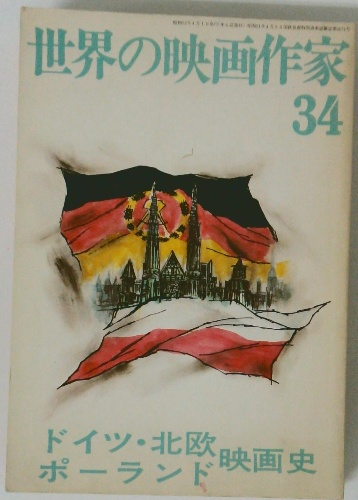 世界の映画作家
34
ドイツ・北欧
ポーランド
映画史